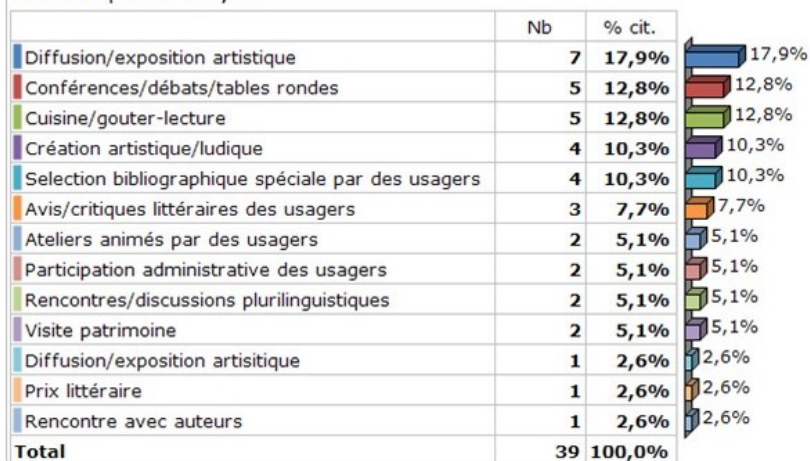 Nb % cit.
Diffusion/exposition artistique 7 17,9% 17,9%
Conférences/débats/tables rondes 5 12,8% 12,8%
Cuisine/gouter-lecture 5 12,8% 12,8%
Création artistique/ludique 4 10,3% 10,3%
Selection bibliographique spéciale par des usagers 4 10,3% 10,3%
Avis/critiques littéraires des usagers 3 7,7% 7,7%
Ateliers animés par des usagers 2 5,1% 5,1%
Participation administrative des usagers 2 5,1% 5,1%
Rencontres/discussions plurilinguistiques 2 5,1% 5,1%
Visite patrimoine 2 5,1% 5,1%
Diffusion/exposition artisitique 1 2,6% 2,6%
Prix littéraire 1 2,6% 2,6%
Rencontre avec auteurs 1 2,6% 2,6%
Total 39 100,0%